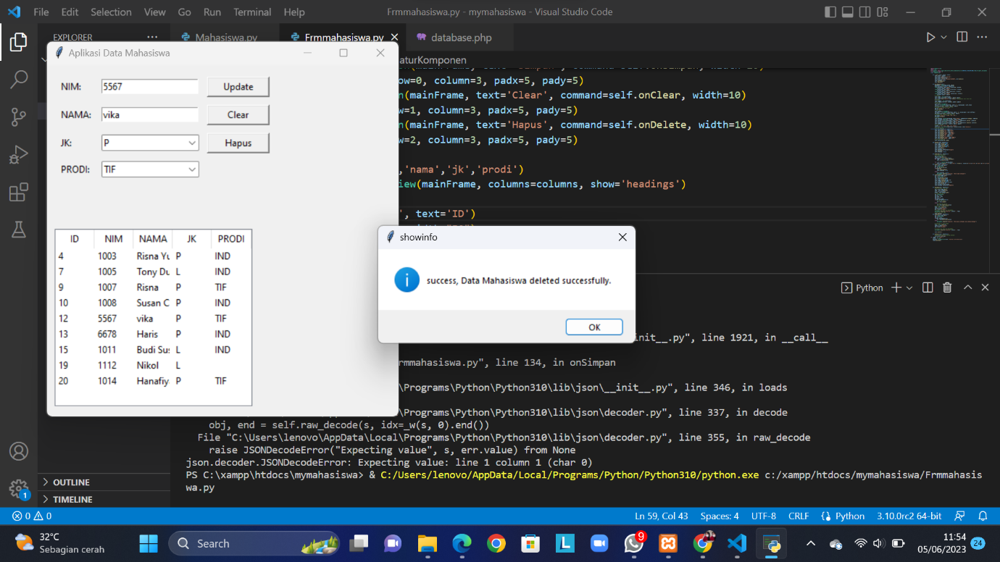 File Edit Selection View Go Run Terminal Help Frmmahasiswa.py - mymahasiswa - Visual Studio Code
EXPLORER ... Mahasiswa.py Frmmahasiswa.py database.php
Aplikasi Data Mahasiswa
NIM: 5567 Update
NAMA: vika Clear
JK: P Hapus
PRODI: TIF
ID NIM NAMA JK PRODI
4 1003 Risna Yu P IND
7 1005 Tony Du L IND
9 1007 Risna P TIF
10 1008 Susan C P IND
12 5567 vika P TIF
13 6678 Haris P IND
15 1011 Budi Sus L IND
19 1112 Nikol L
20 1014 Hanafiy P TIF
aturKomponen
ow=0, column=3, padx=5, pady=5)
n(mainFrame, text='Clear', command=self.onClear, width=10)
ow=1, column=3, padx=5, pady=5)
n(mainFrame, text='Hapus', command=self.onDelete, width=10)
ow=2, column=3, padx=5, pady=5)
,'nama','jk','prodi')
iew(mainFrame, columns=columns, show='headings')
', text='ID')
showinfo
success, Data Mahasiswa deleted successfully.
OK
Python
nit__.py", line 1921, in __call__
rmmahasiswa.py", line 134, in onSimpan
\Programs\Python\Python310\lib\json\__init__.py", line 346, in loads
\Programs\Python\Python310\lib\json\decoder.py", line 337, in decode
obj, end = self.raw_decode(s, idx=_w(s, 0).end())
File "C:\Users\lenovo\AppData\Local\Programs\Python\Python310\lib\json\decoder.py", line 355, in raw_decode
raise JSONDecodeError("Expecting value", s, err.value) from None
json.decoder.JSONDecodeError: Expecting value: line 1 column 1 (char 0)
PS C:\xampp\htdocs\mymahasiswa> & C:/Users/lenovo/AppData/Local/Programs/Python/Python310/python.exe c:/xampp/htdocs/mymahasiswa/Frmmahasis
wa.py
OUTLINE
TIMELINE
1
0 0 Ln 59, Col 43 Spaces: 4 UTF-8 CRLF Python 3.10.0rc2 64-bit
32°C
Sebagian cerah
Search
L
9
11:54
05/06/2023
24